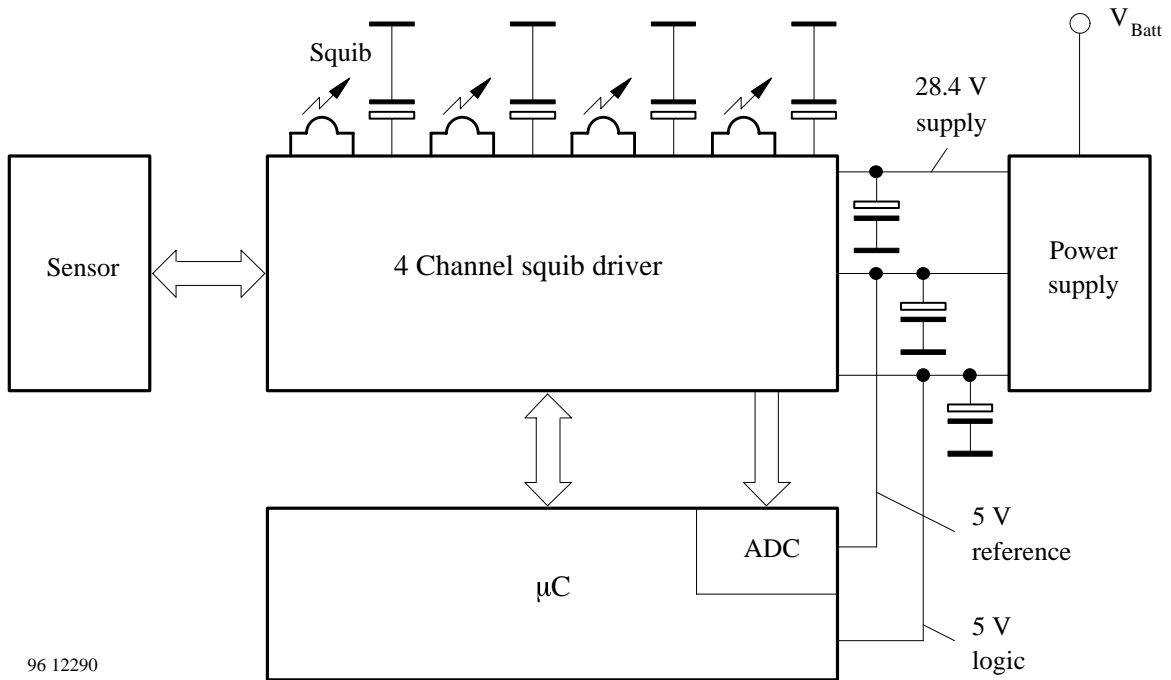 V Batt
Squib
28.4 V
supply
Sensor
4 Channel squib driver
Power
supply
ADC
5 V
reference
µC
5 V
logic
96 12290